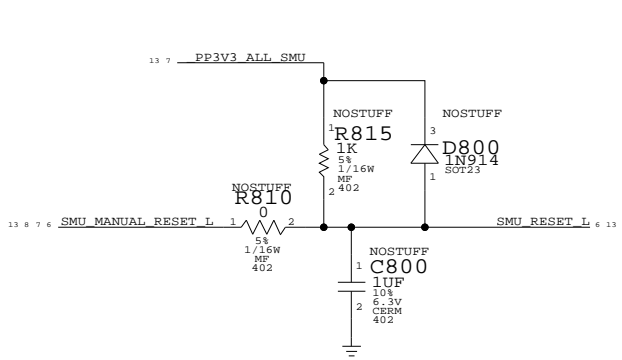 13 7 PP3V3_ALL_SMU
NOSTUFF
1
R815
1K
5%
1/16W
MF
402
2
NOSTUFF
3
D800
1N914
SOT23
1
NOSTUFF
R810
0
13 8 7 6 SMU_MANUAL_RESET_L 1 2
5%
1/16W
MF
402
SMU_RESET_L 6 13
NOSTUFF
1
C800
1UF
10%
6.3V
CERM
402
2